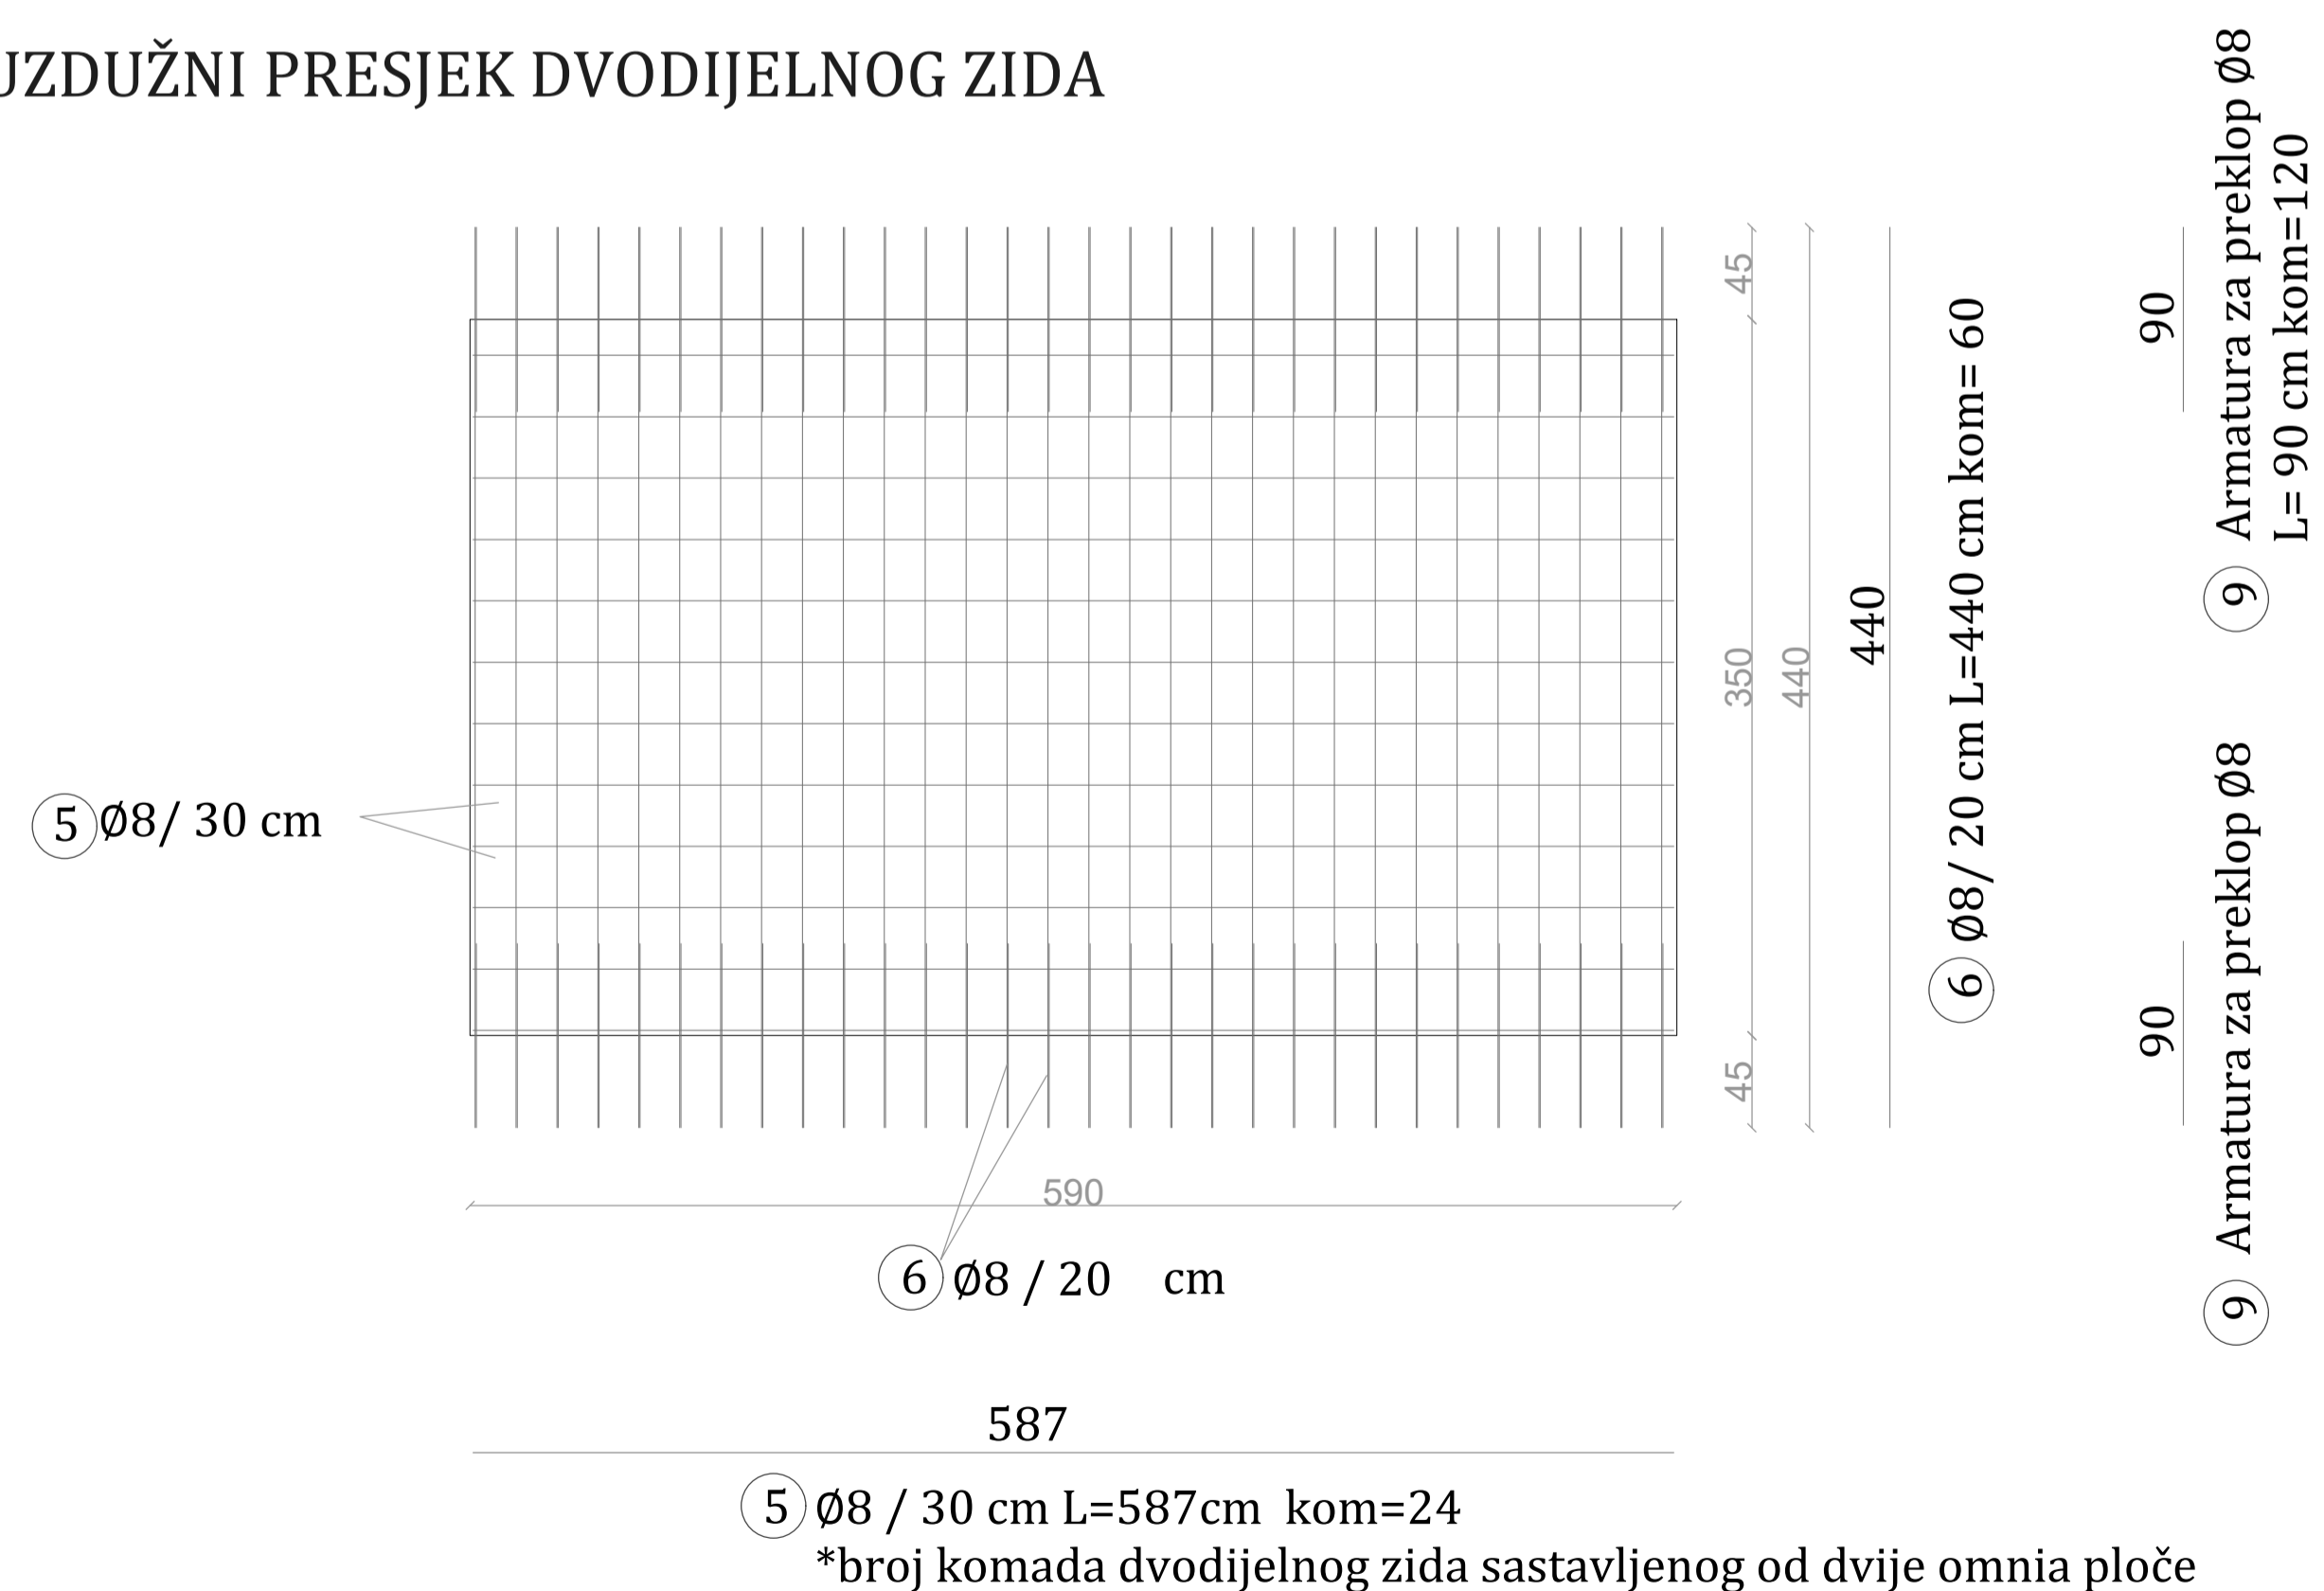 UZDUŽNI PRESJEK DVODIJELNOG ZIDA
45
350
45
440
440
6 ø8/ 20 cm L=440 cm kom= 60
90
9 Armatura za preklop Ø8
L= 90 cm kom=120
90
9 Armatura za preklop Ø8
5 Ø8/ 30 cm
590
6 Ø8 / 20 cm
587
5 Ø8 / 30 cm L=587cm kom=24
*broj komada dvodijelnog zida sastavljenog od dvije omnia ploče